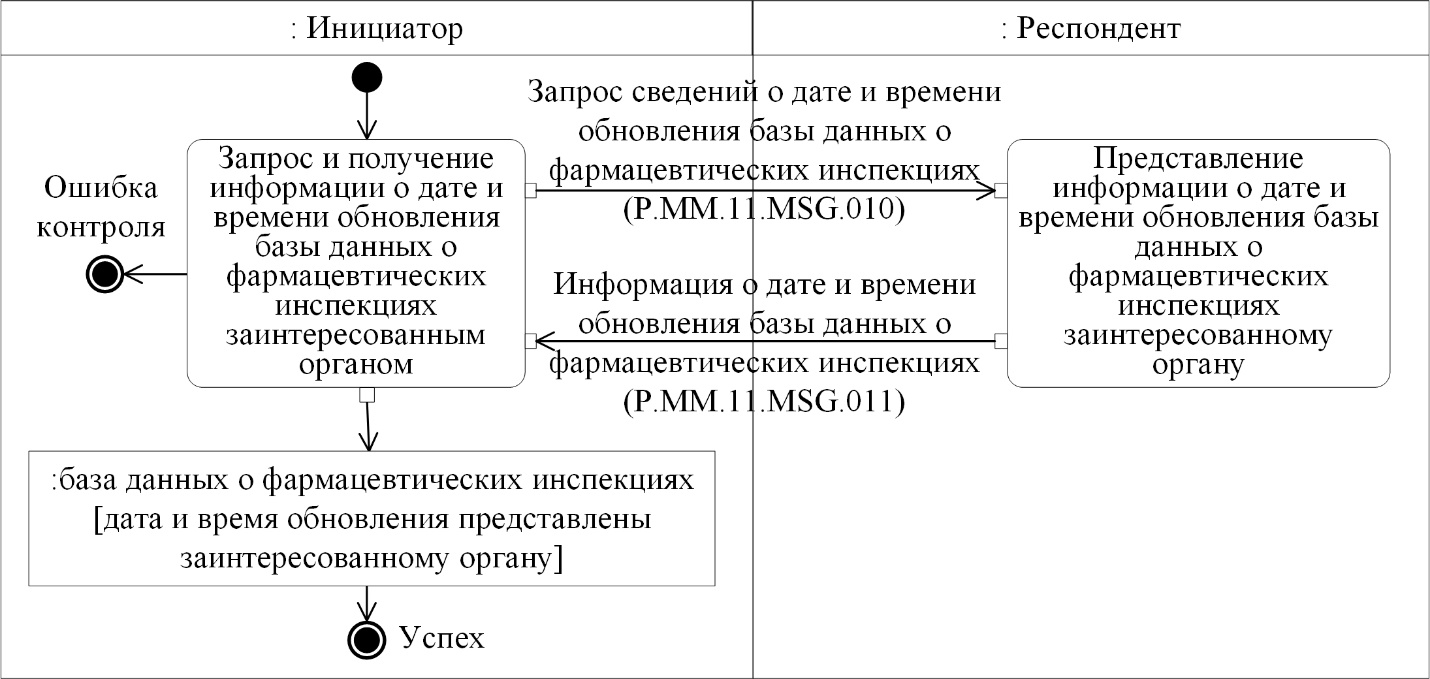 : Инициатор
: Респондент
Запрос сведений о дате и времени
обновления базы данных о
фармацевтических инспекциях
(P.MM.11.MSG.010)
Запрос и получение
информации о дате и
времени обновления
базы данных о
фармацевтических
инспекциях
заинтересованным
органом
Представление
информации о дате и
времени обновления базы
данных о
фармацевтических
инспекциях
заинтересованному
органу
Ошибка
контроля
Информация о дате и времени
обновления базы данных о
фармацевтических инспекциях
(P.MM.11.MSG.011)
:база данных о фармацевтических инспекциях
[дата и время обновления представлены
заинтересованному органу]
Успех